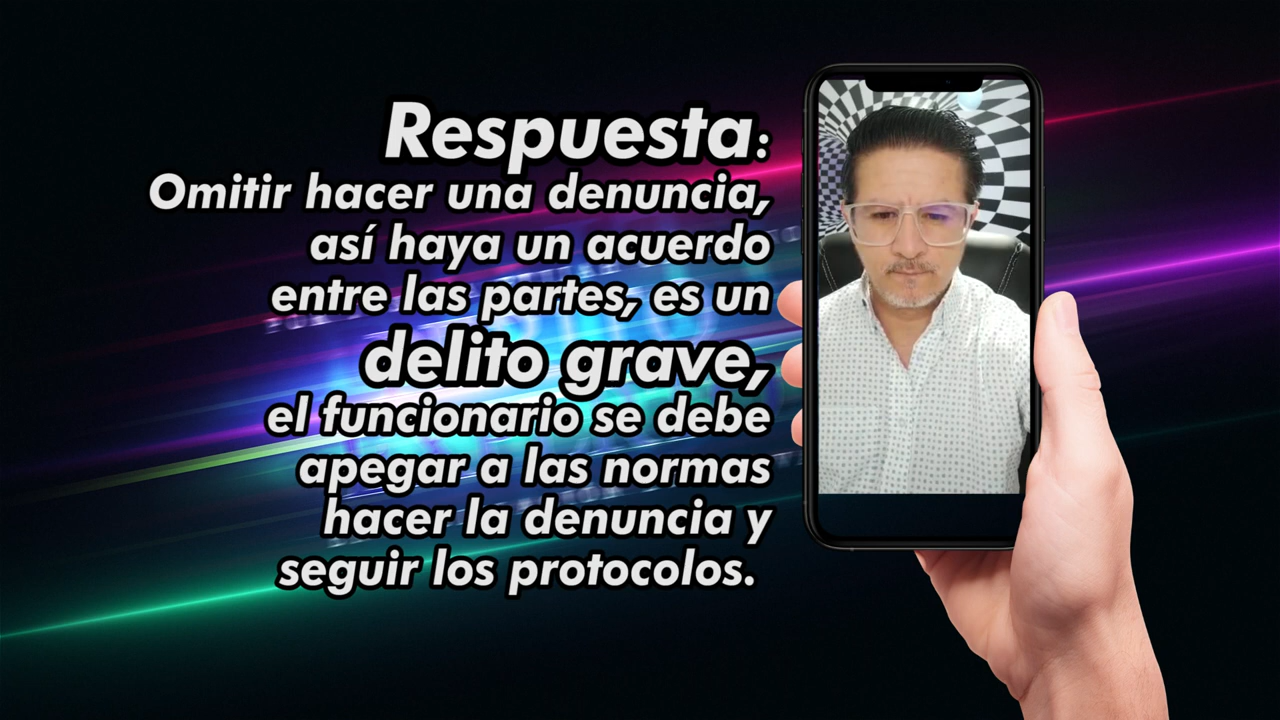 Respuesta:
Omitir hacer una denuncia,
así haya un acuerdo
entre las partes, es un
delito grave,
el funcionario se debe
apegar a las normas
hacer la denuncia y
seguir los protocolos.